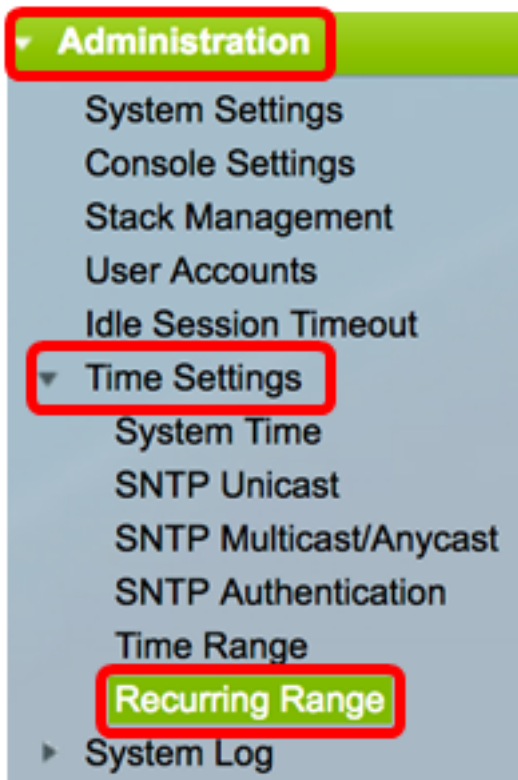 Administration
System Settings
Console Settings
Stack Management
User Accounts
Idle Session Timeout
Time Settings
System Time
SNTP Unicast
SNTP Multicast/Anycast
SNTP Authentication
Time Range
Recurring Range
System Log